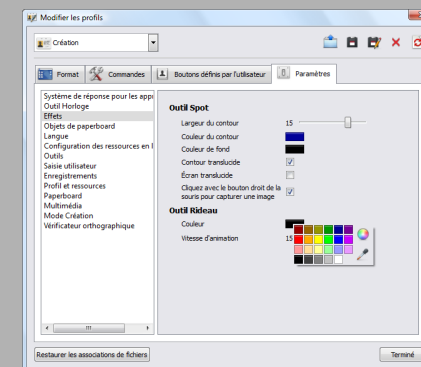 Modifier les profils
Création
Format
Commandes
Boutons définis par l'utilisateur
Paramètres
Système de réponse pour les appr
Outil Horloge
Effets
Objets de paperboard
Langue
Configuration des ressources en l
Outils
Saisie utilisateur
Enregistrements
Profil et ressources
Paperboard
Multimédia
Mode Création
Vérificateur orthographique
Outil Spot
Largeur du contour 15
Couleur du contour
Couleur de fond
Contour translucide
Écran translucide
Cliquez avec le bouton droit de la
souris pour capturer une image
Outil Rideau
Couleur
Vitesse d'animation 15
Restaurer les associations de fichiers
Terminé